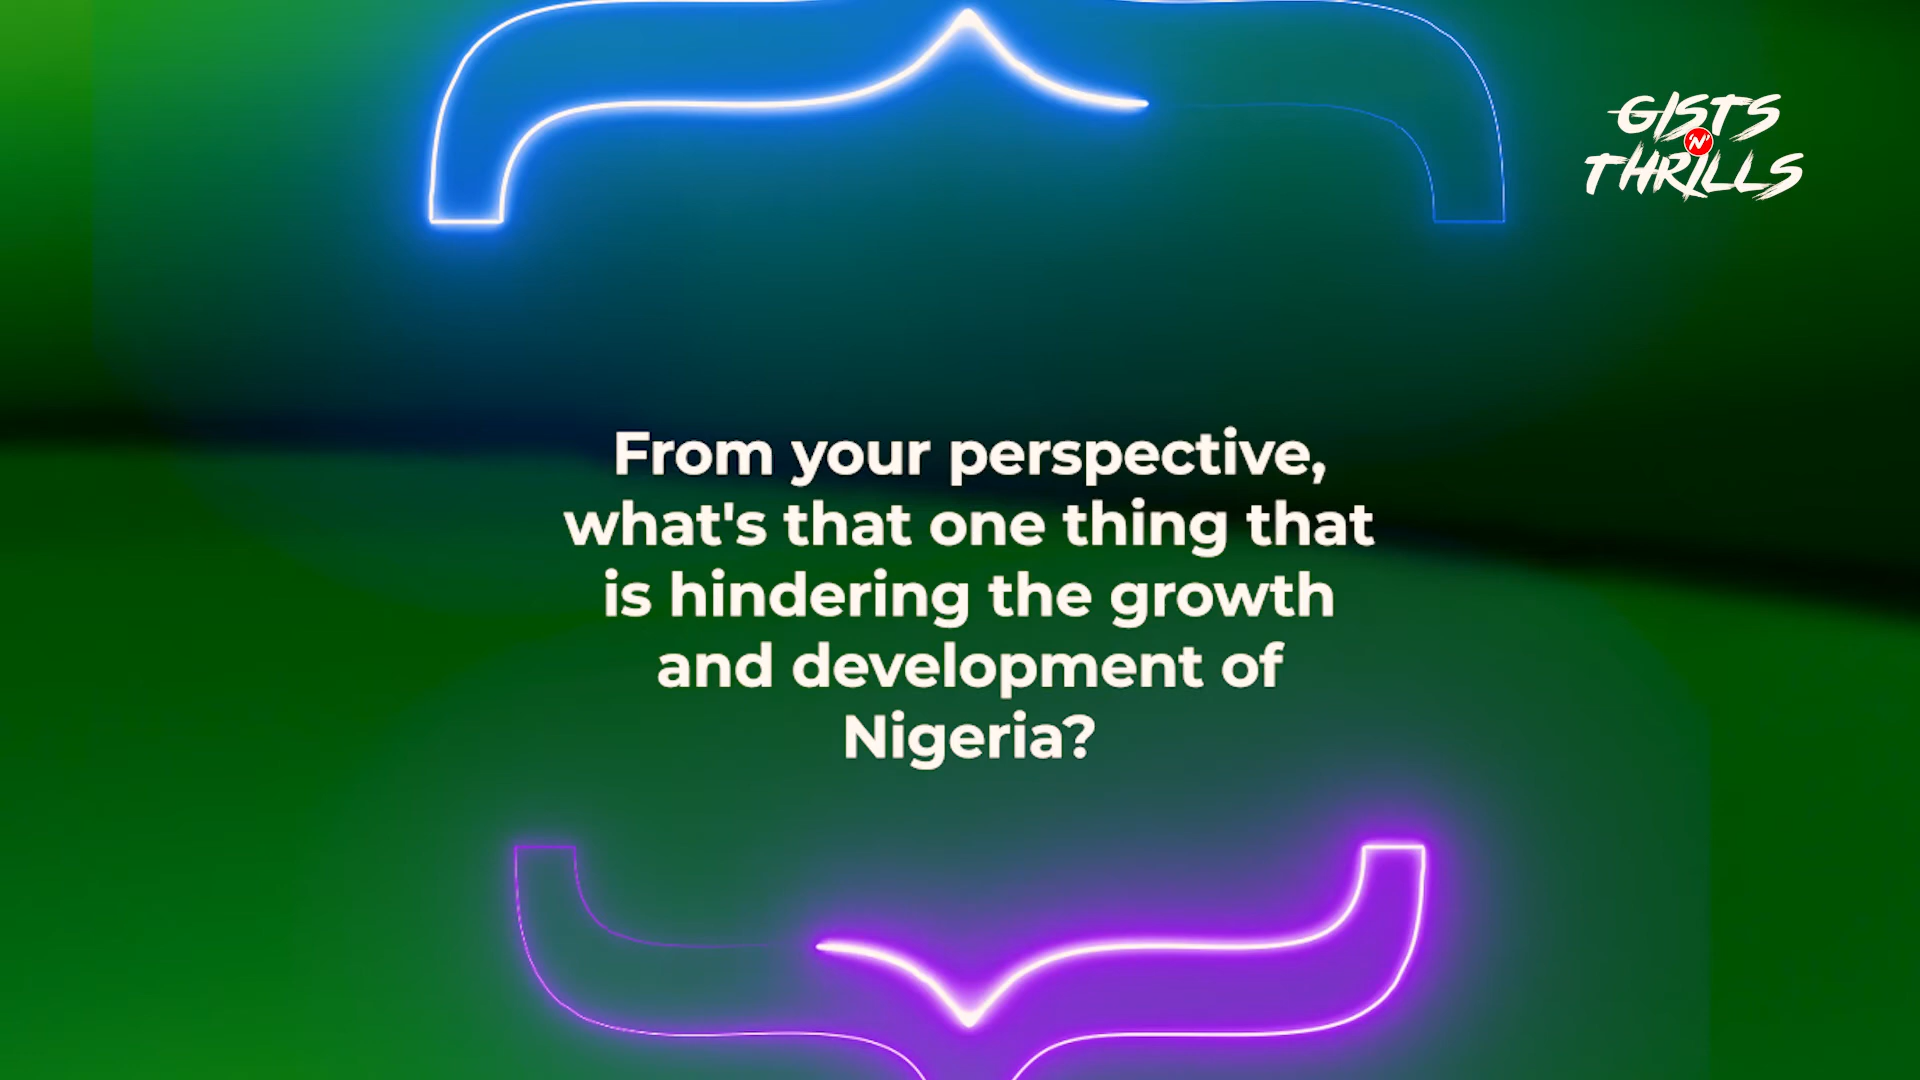 GISTS
'N'
THRILLS
From your perspective,
what's that one thing that
is hindering the growth
and development of
Nigeria?